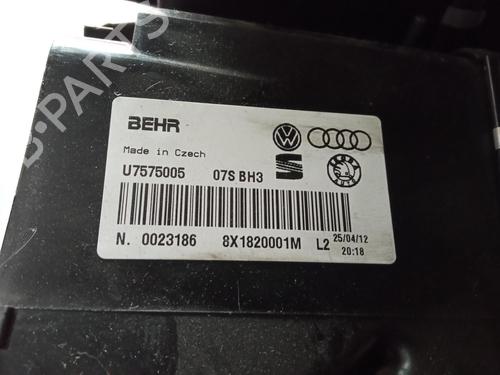 B-PARTS
BEHR
Made in Czech
U7575005 07S BH3
N. 0023186 8X1820001M L2 25/04/12
20:18